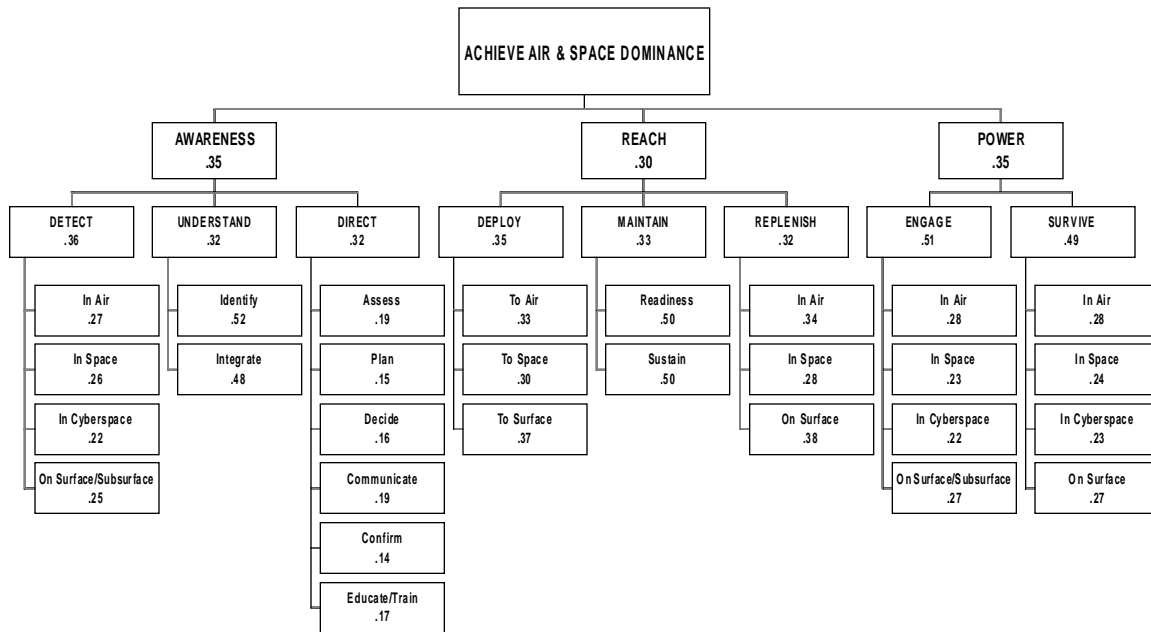 ACHIEVE AIR & SPACE DOMINANCE
AWARENESS
.35
REACH
.30
POWER
.35
DETECT
.36
UNDERSTAND
.32
DIRECT
.32
DEPLOY
.35
MAINTAIN
.33
REPLENISH
.32
ENGAGE
.51
SURVIVE
.49
In Air
.27
In Space
.26
In Cyberspace
.22
On Surface/Subsurface
.25
Identify
.52
Integrate
.48
Assess
.19
Plan
.15
Decide
.16
Communicate
.19
Confirm
.14
Educate/Train
.17
To Air
.33
To Space
.30
To Surface
.37
Readiness
.50
Sustain
.50
In Air
.34
In Space
.28
On Surface
.38
In Air
.28
In Space
.23
In Cyberspace
.22
On Surface/Subsurface
.27
In Air
.28
In Space
.24
In Cyberspace
.23
On Surface
.27